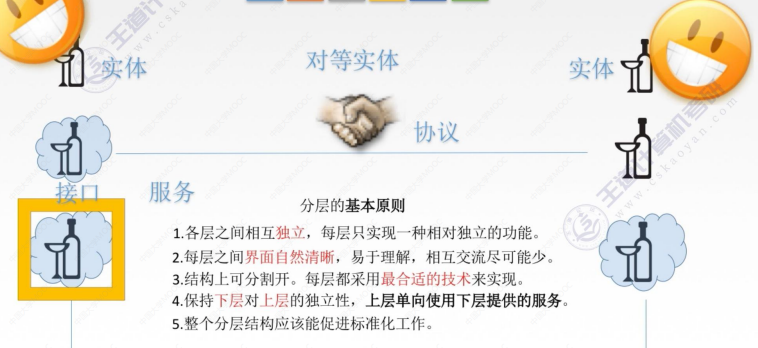 实体
对等实体
实体
协议
接口
服务
分层的基本原则
1.各层之间相互独立，每层只实现一种相对独立的功能。
2.每层之间界面自然清晰，易于理解，相互交流尽可能少。
3.结构上可分割开。每层都采用最合适的技术来实现。
4.保持下层对上层的独立性，上层单向使用下层提供的服务。
5.整个分层结构应该能促进标准化工作。
王道计算机考研
www.cskaoyan.com